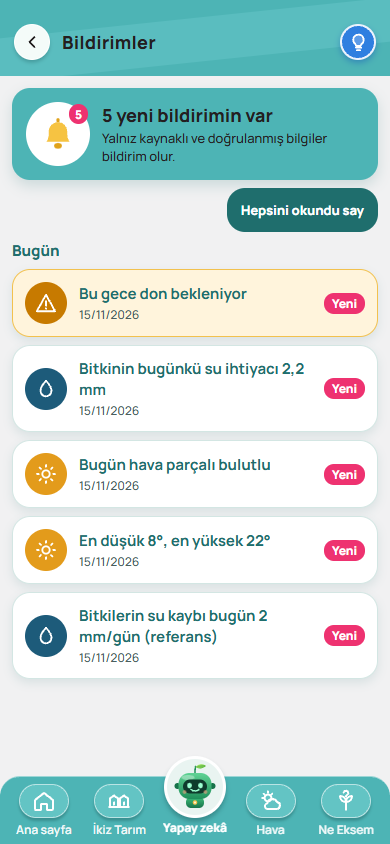 Bildirimler
5
5 yeni bildirimin var
Yalnız kaynaklı ve doğrulanmış bilgiler
bildirim olur.
Hepsini okundu say
Bugün
Bu gece don bekleniyor
15/11/2026
Yeni
Bitkinin bugünkü su ihtiyacı 2,2
mm
15/11/2026
Yeni
Bugün hava parçalı bulutlu
15/11/2026
Yeni
En düşük 8°, en yüksek 22°
15/11/2026
Yeni
Bitkilerin su kaybı bugün 2
mm/gün (referans)
15/11/2026
Yeni
Ana sayfa
İkiz Tarım
Yapay zekâ
Hava
Ne Eksem